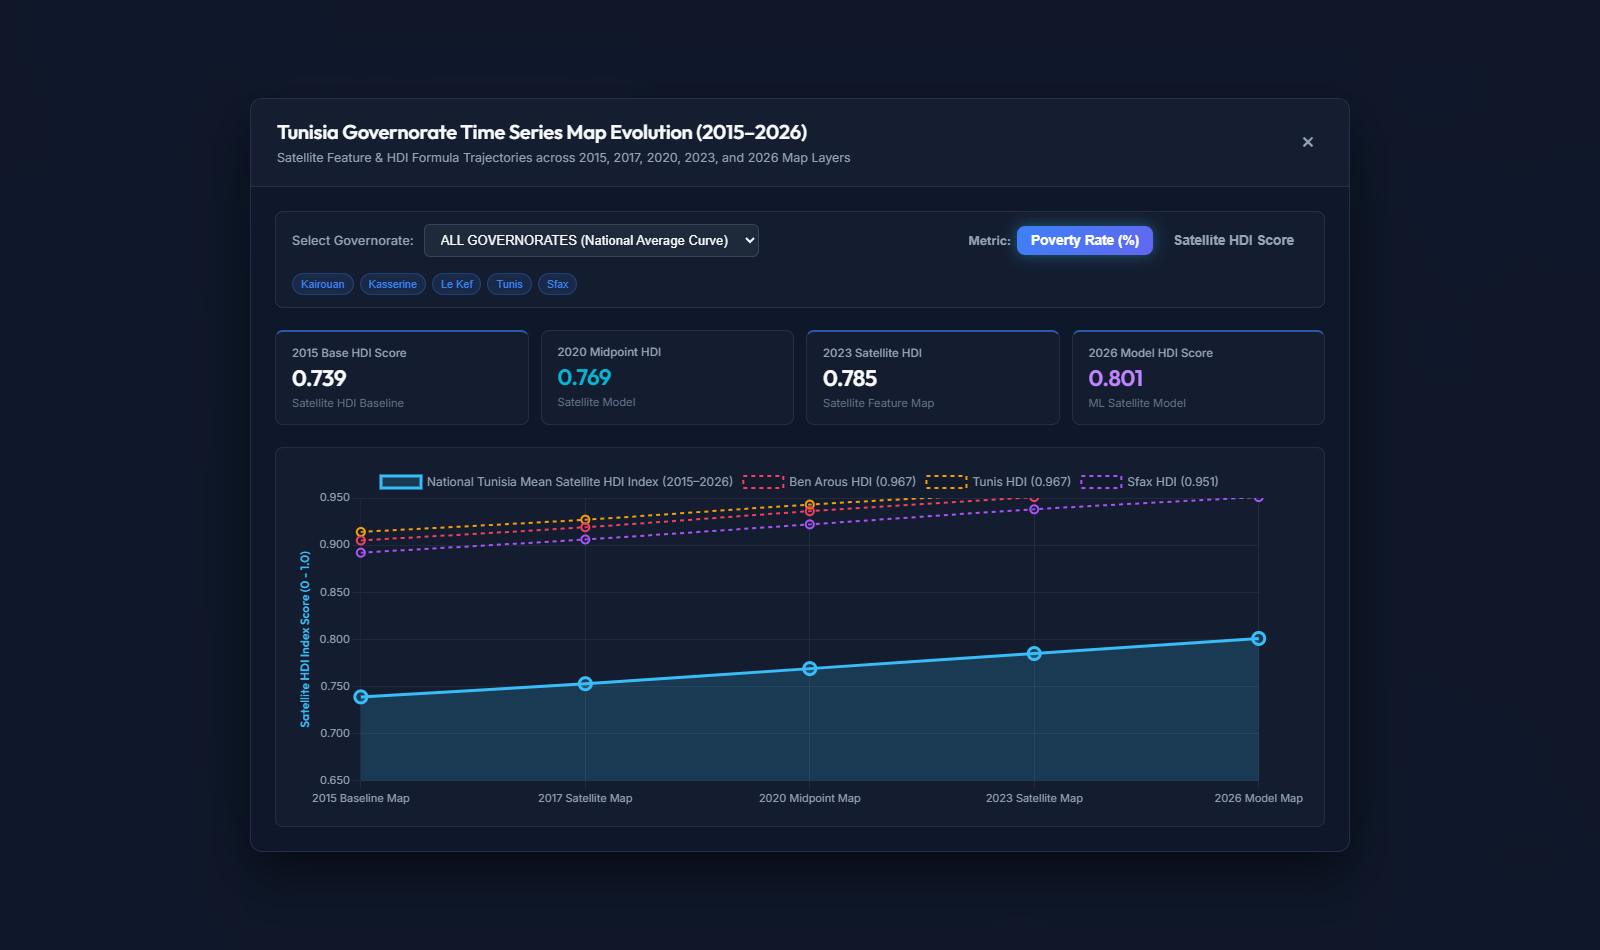 Tunisia Governorate Time Series Map Evolution (2015–2026)
Satellite Feature & HDI Formula Trajectories across 2015, 2017, 2020, 2023, and 2026 Map Layers
×
Select Governorate: ALL GOVERNORATES (National Average Curve) Metric: Poverty Rate (%) Satellite HDI Score
Kairouan Kasserine Le Kef Tunis Sfax
2015 Base HDI Score
0.739
Satellite HDI Baseline
2020 Midpoint HDI
0.769
Satellite Model
2023 Satellite HDI
0.785
Satellite Feature Map
2026 Model HDI Score
0.801
ML Satellite Model
National Tunisia Mean Satellite HDI Index (2015–2026) Ben Arous HDI (0.967) Tunis HDI (0.967) Sfax HDI (0.951)
Satellite HDI Index Score (0 - 1.0)
0.950
0.900
0.850
0.800
0.750
0.700
0.650
2015 Baseline Map 2017 Satellite Map 2020 Midpoint Map 2023 Satellite Map 2026 Model Map